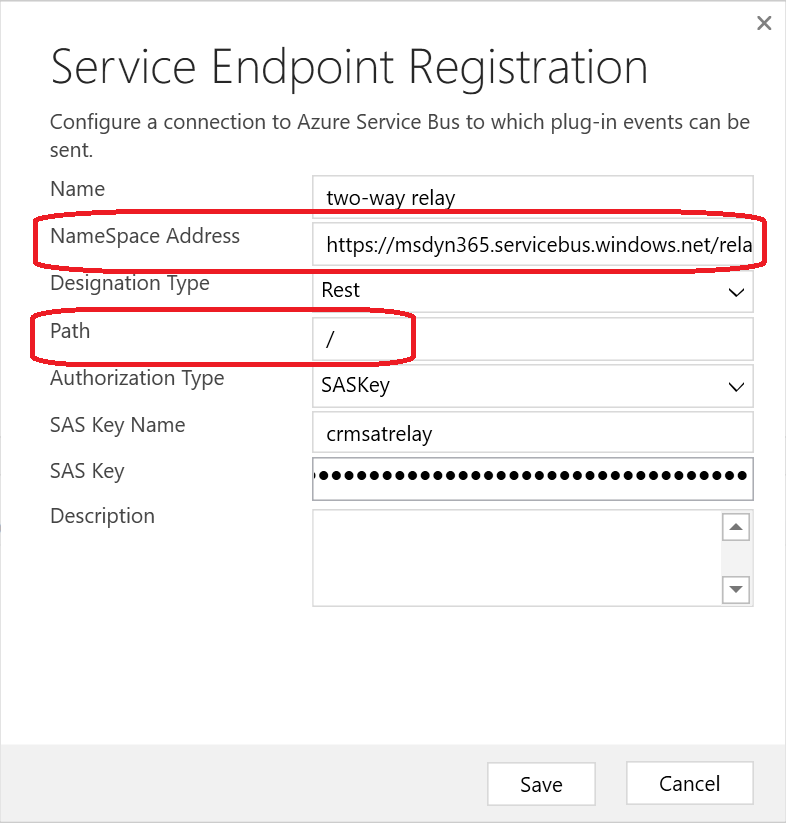 Service Endpoint Registration
Configure a connection to Azure Service Bus to which plug-in events can be
sent.
Name two-way relay
NameSpace Address https://msdyn365.servicebus.windows.net/rela
Designation Type Rest
Path /
Authorization Type SASKey
SAS Key Name crmsatrelay
SAS Key ••••••••••••••••••••••••••••••••••
Description
Save Cancel